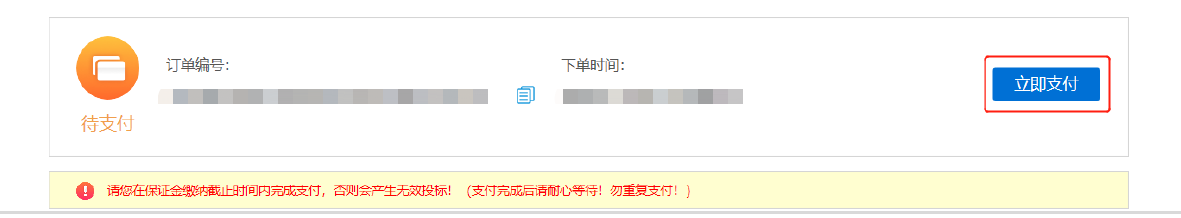 订单编号：
下单时间：
立即支付
待支付
请您在保证金缴纳截止时间内完成支付，否则会产生无效投标！（支付完成后请耐心等待！勿重复支付！）